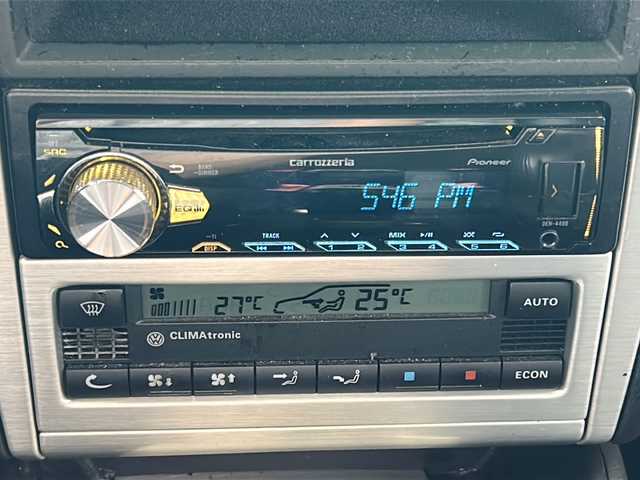 SRC
BAND
DIMMER
carrozzeria
Pioneer
546 PM
EQ
DEH-4400
DISP
TRACK
MIX
1 2
3 4
5 6
27°C
25°C
AUTO
CLIMAtronic
ECON